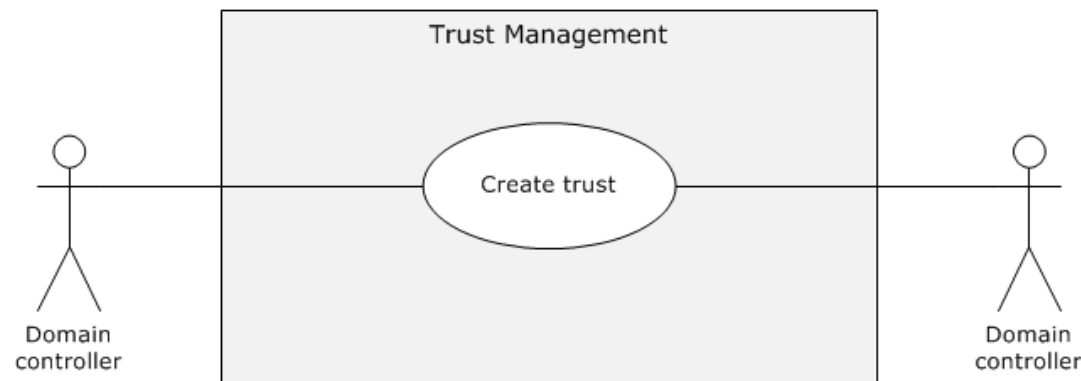 Trust Management
Create trust
Domain
controller
Domain
controller